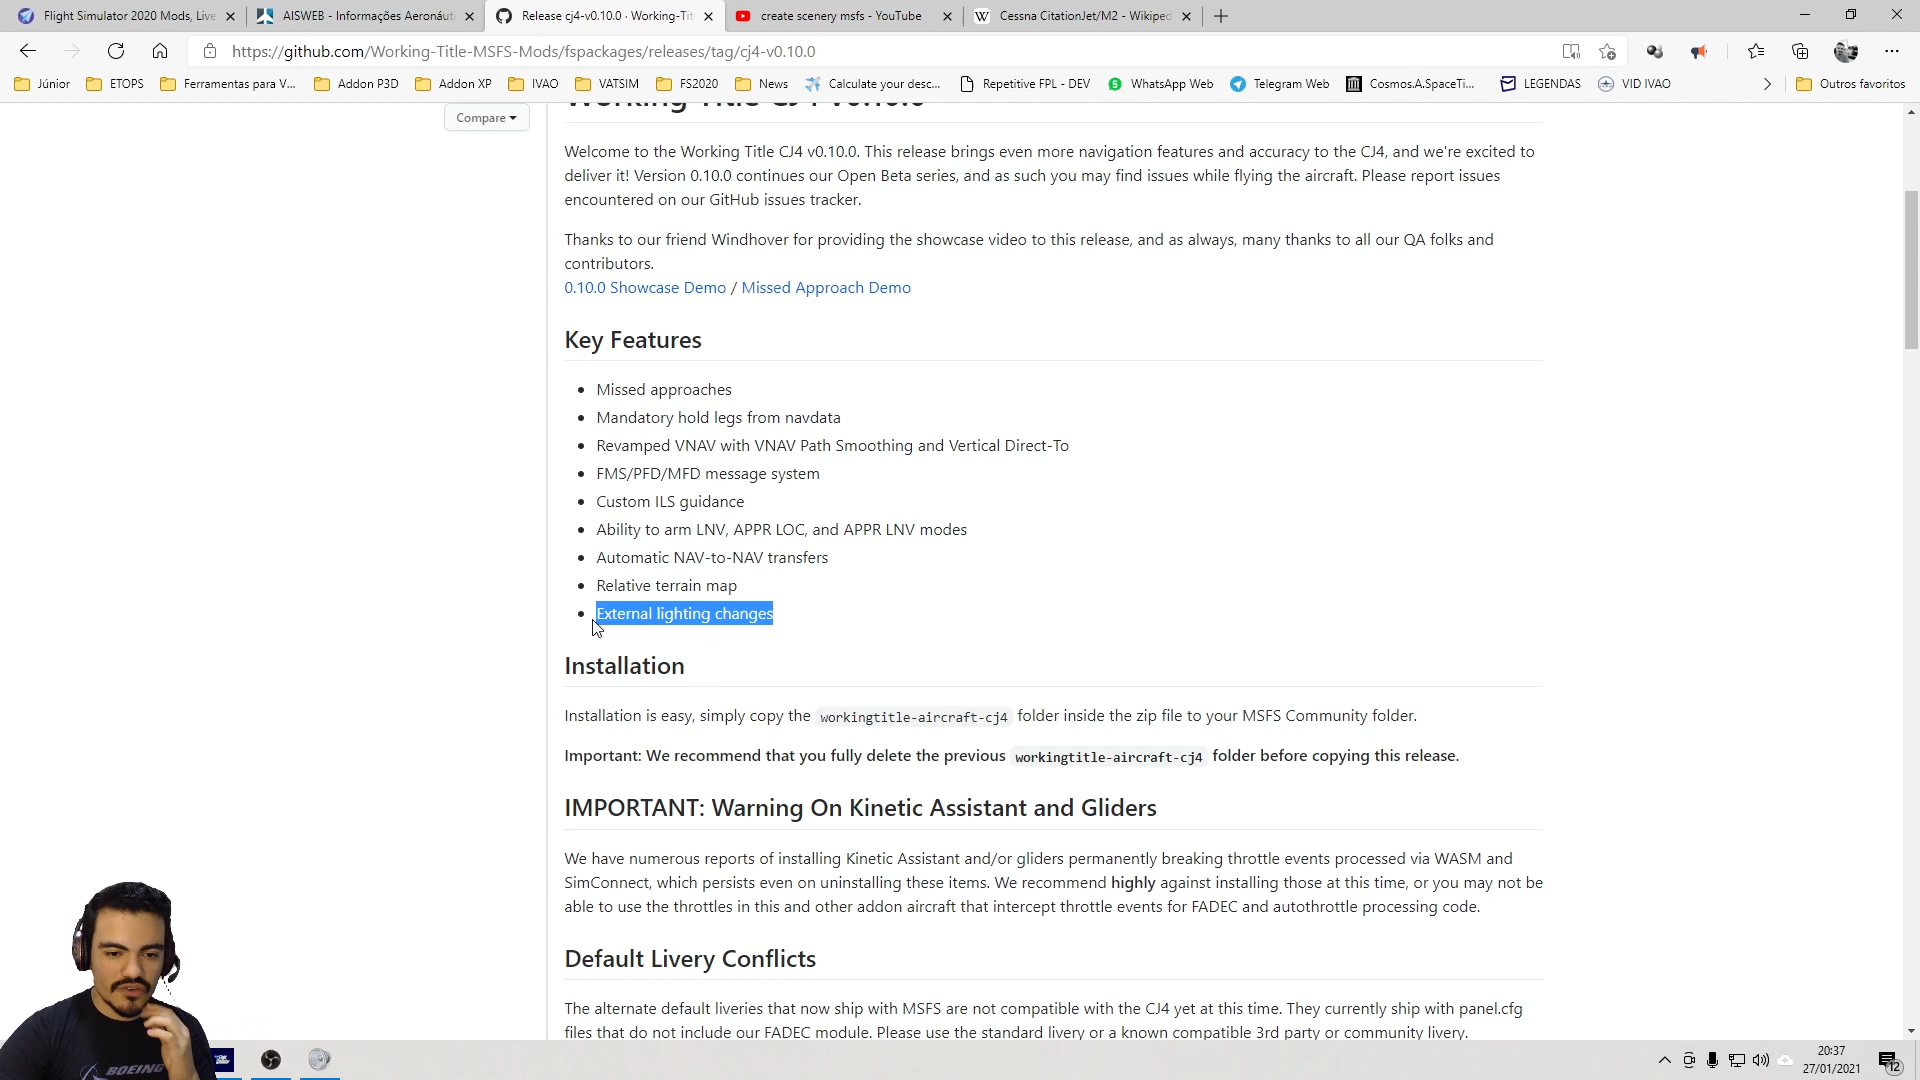 Flight Simulator 2020 Mods, Live
AISWEB - Informações Aeronáut
Release cj4-v0.10.0 · Working-Tit
create scenery msfs - YouTube
Cessna CitationJet/M2 - Wikiped
https://github.com/Working-Title-MSFS-Mods/fspackages/releases/tag/cj4-v0.10.0
Júnior
ETOPS
Ferramentas para V...
Addon P3D
Addon XP
IVAO
VATSIM
FS2020
News
Calculate your desc...
Repetitive FPL - DEV
WhatsApp Web
Telegram Web
Cosmos.A.SpaceTi...
LEGENDAS
VID IVAO
Outros favoritos
Compare
Working Title CJ4 v0.10.0
Welcome to the Working Title CJ4 v0.10.0. This release brings even more navigation features and accuracy to the CJ4, and we're excited to
deliver it! Version 0.10.0 continues our Open Beta series, and as such you may find issues while flying the aircraft. Please report issues
encountered on our GitHub issues tracker.
Thanks to our friend Windhover for providing the showcase video to this release, and as always, many thanks to all our QA folks and
contributors.
0.10.0 Showcase Demo / Missed Approach Demo
Key Features
Missed approaches
Mandatory hold legs from navdata
Revamped VNAV with VNAV Path Smoothing and Vertical Direct-To
FMS/PFD/MFD message system
Custom ILS guidance
Ability to arm LNV, APPR LOC, and APPR LNV modes
Automatic NAV-to-NAV transfers
Relative terrain map
External lighting changes
Installation
Installation is easy, simply copy the workingtitle-aircraft-cj4 folder inside the zip file to your MSFS Community folder.
Important: We recommend that you fully delete the previous workingtitle-aircraft-cj4 folder before copying this release.
IMPORTANT: Warning On Kinetic Assistant and Gliders
We have numerous reports of installing Kinetic Assistant and/or gliders permanently breaking throttle events processed via WASM and
SimConnect, which persists even on uninstalling these items. We recommend highly against installing those at this time, or you may not be
able to use the throttles in this and other addon aircraft that intercept throttle events for FADEC and autothrottle processing code.
Default Livery Conflicts
The alternate default liveries that now ship with MSFS are not compatible with the CJ4 yet at this time. They currently ship with panel.cfg
files that do not include our FADEC module. Please use the standard livery or a known compatible 3rd party or community livery.
BOEING
20:37
27/01/2021
12